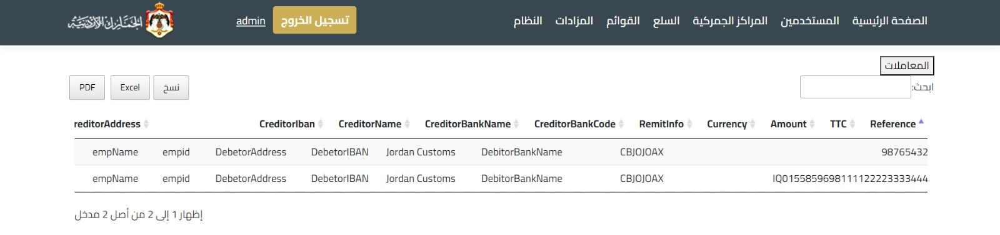 الصفحة الرئيسية المستخدمين المراكز الجمركية السلع القوائم المزادات النظام تسجيل الخروج admin الجمارك الأردنية
المعاملات
ابحث: نسخ Excel PDF
Reference TTC Amount Currency RemitInfo CreditorBankCode CreditorBankName CreditorName CreditorIban reditorAddress
98765432 CBJOJOAX DebitorBankName Jordan Customs DebetorIBAN DebetorAddress empid empName
IQ0155859698111122223333444 CBJOJOAX DebitorBankName Jordan Customs DebetorIBAN DebetorAddress empid empName
إظهار 1 إلى 2 من أصل 2 مدخل